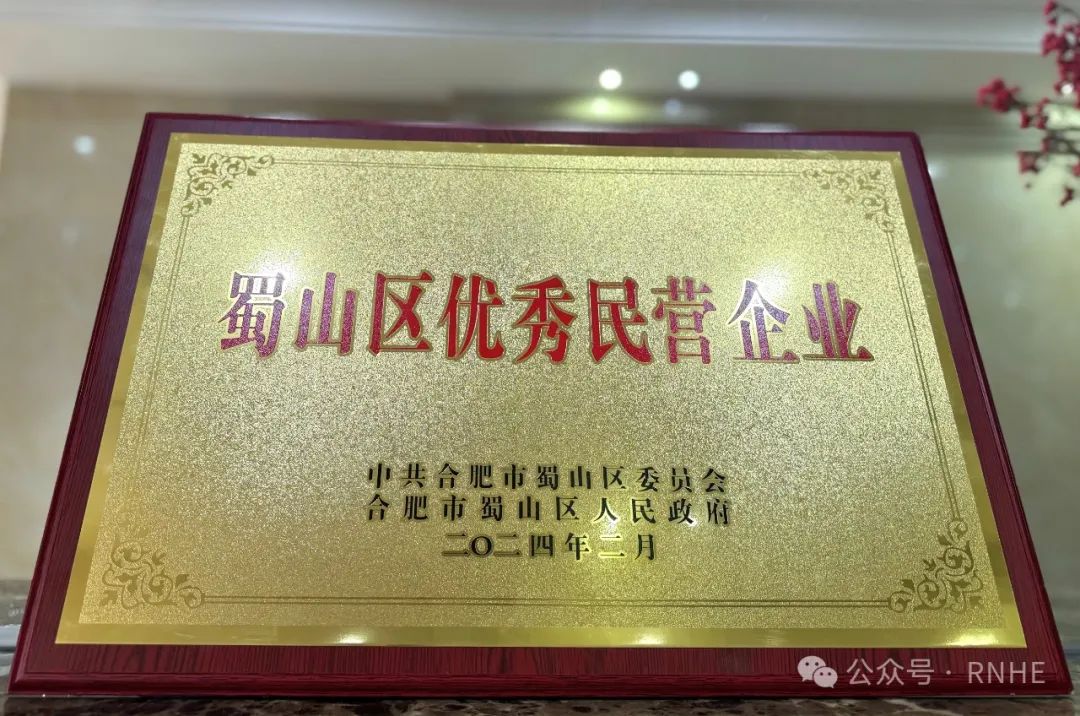 蜀山区优秀民营企业
中共合肥市蜀山区委员会
合肥市蜀山区人民政府
二〇二四年二月
公众号·RNHE